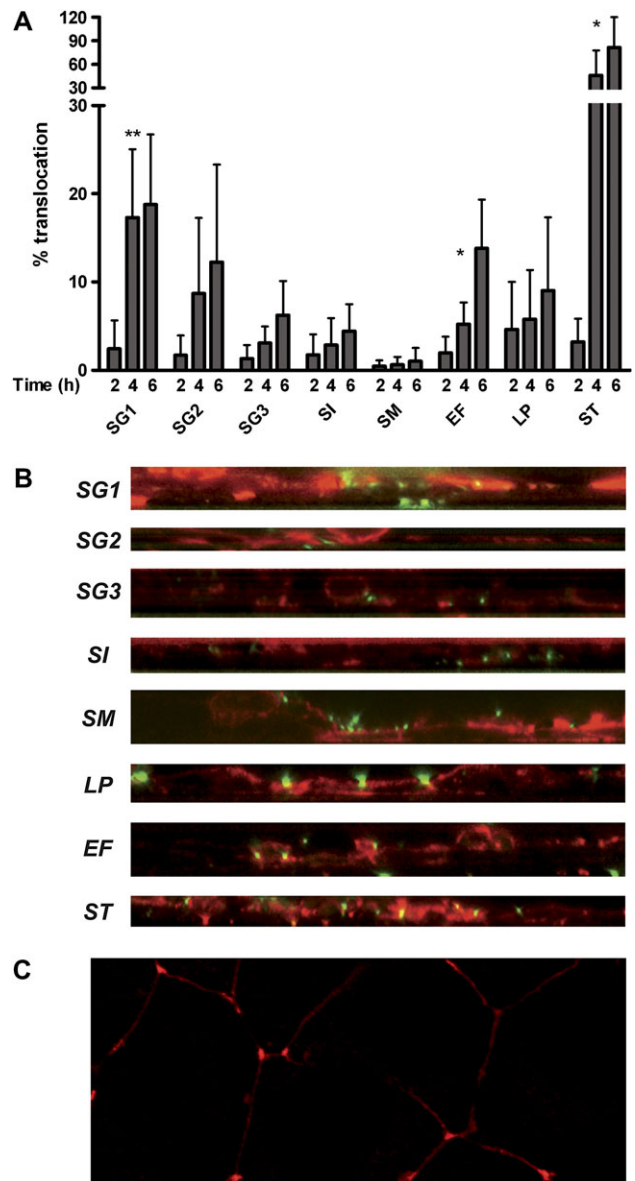 A
% translocation
120
90
60
30
30
20
10
0
**
*
*
Time (h) 2 4 6 2 4 6 2 4 6 2 4 6 2 4 6 2 4 6 2 4 6 2 4 6
SG1 SG2 SG3 SI SM EF LP ST
B
SG1
SG2
SG3
SI
SM
LP
EF
ST
C